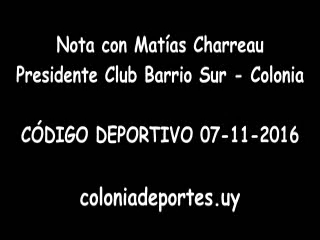 Nota con Matías Charreau
Presidente Club Barrio Sur - Colonia
CÓDIGO DEPORTIVO 07-11-2016
coloniadeportes.uy